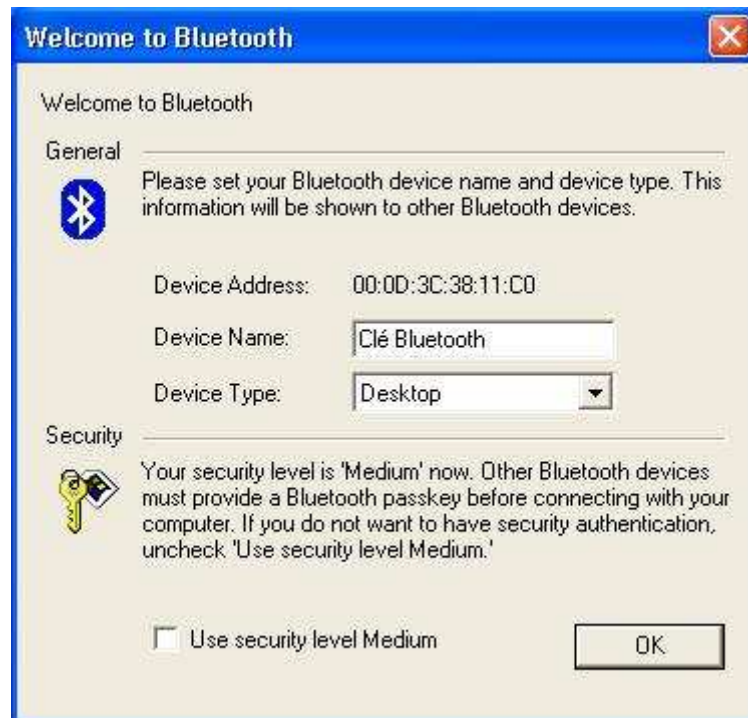 Welcome to Bluetooth
Welcome to Bluetooth
General
Please set your Bluetooth device name and device type. This
information will be shown to other Bluetooth devices.
Device Address: 00:0D:3C:38:11:C0
Device Name: Clé Bluetooth
Device Type: Desktop
Security
Your security level is 'Medium' now. Other Bluetooth devices
must provide a Bluetooth passkey before connecting with your
computer. If you do not want to have security authentication,
uncheck 'Use security level Medium.'
Use security level Medium
OK